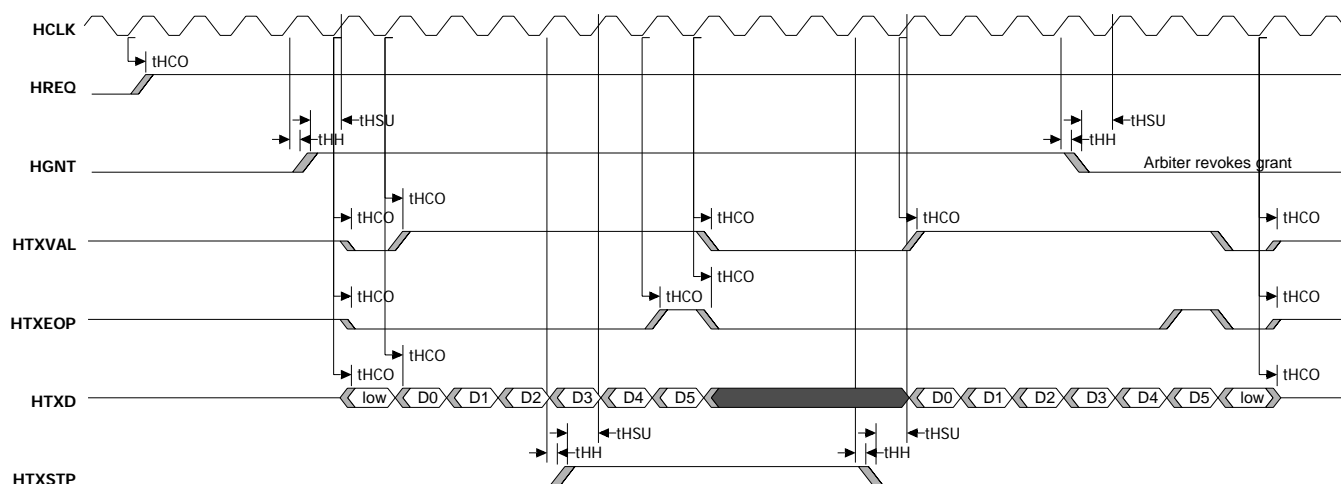 HCLK
tHCO
HREQ
tHSU tHSU
tHH tHH
HGNT Arbiter revokes grant
tHCO
tHCO tHCO tHCO tHCO
HTXVAL
tHCO
tHCO tHCO tHCO
HTXEOP
tHCO
tHCO tHCO
HTXD low D0 D1 D2 D3 D4 D5 D0 D1 D2 D3 D4 D5 low
tHSU tHSU
tHH tHH
HTXSTP